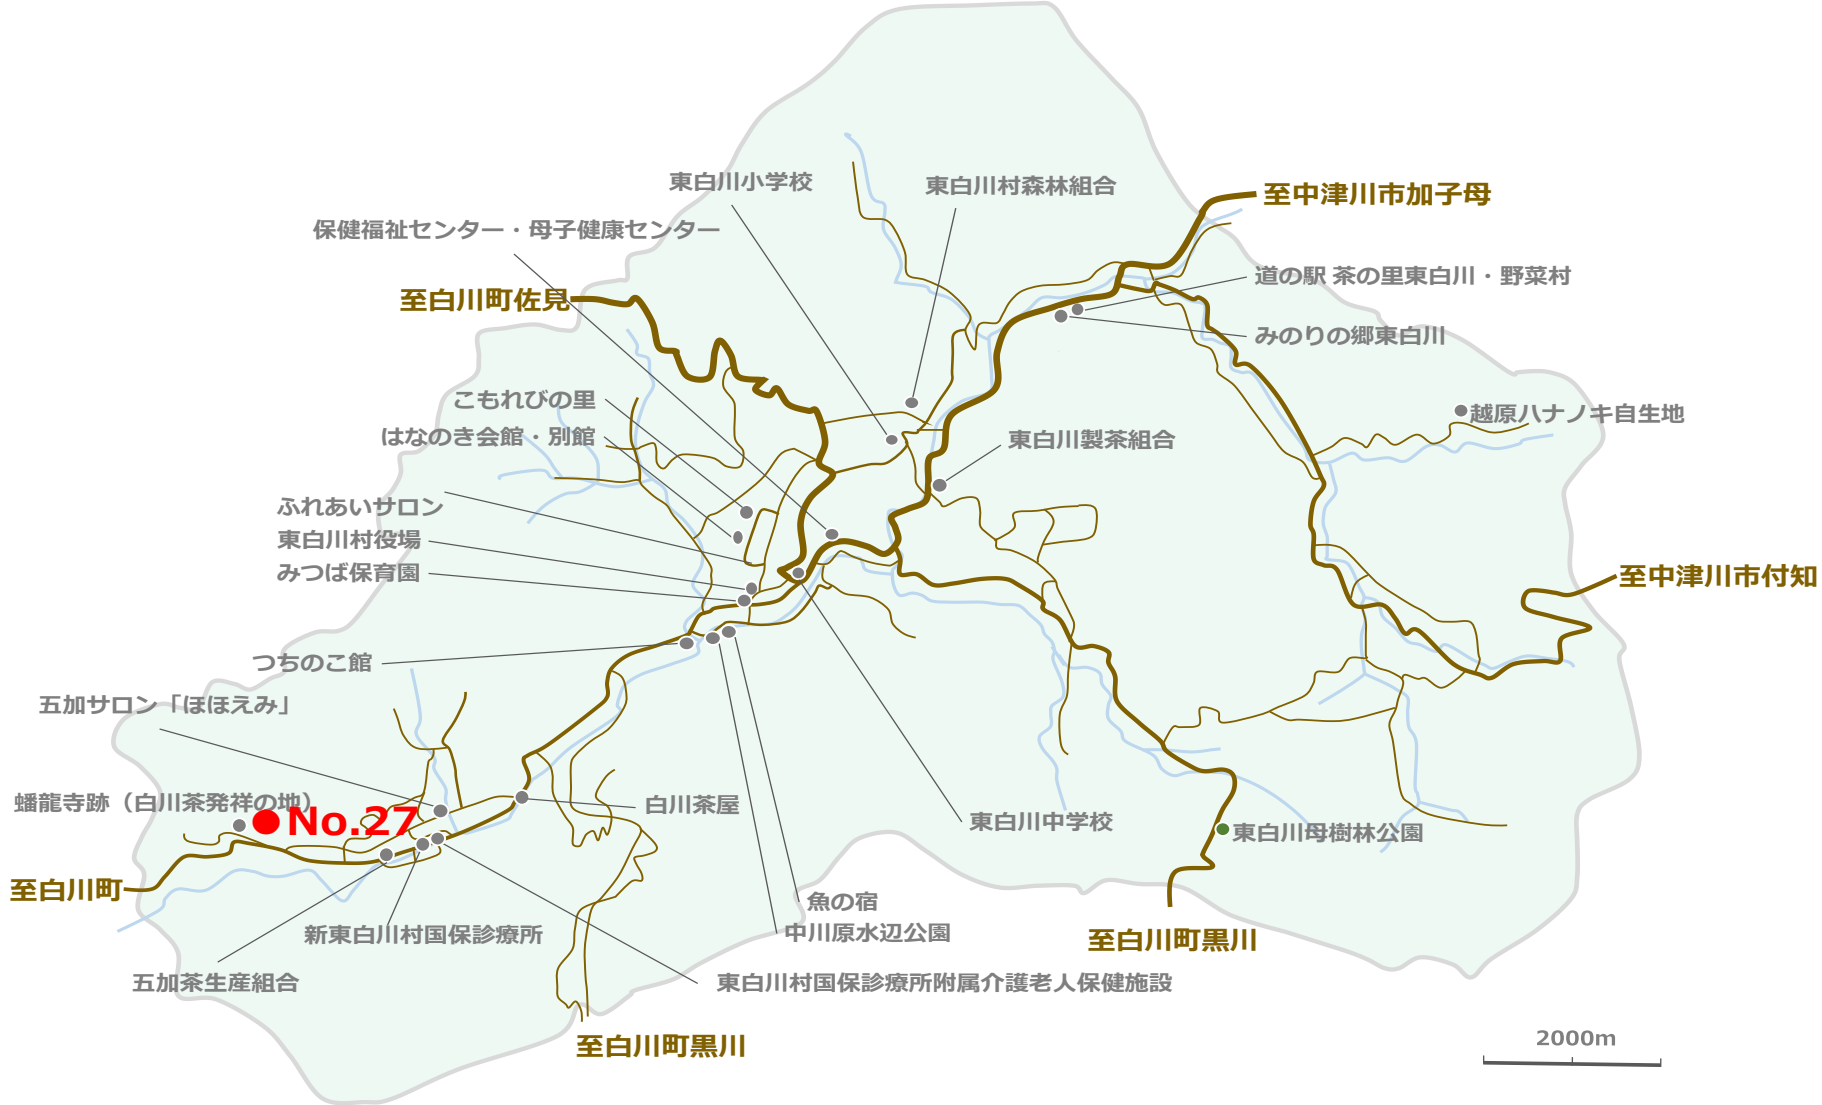 東白川小学校
東白川村森林組合
至中津川市加子母
保健福祉センター・母子健康センター
道の駅 茶の里東白川・野菜村
至白川町佐見
みのりの郷東白川
こもれびの里
越原ハナノキ自生地
はなのき会館・別館
東白川製茶組合
ふれあいサロン
東白川村役場
みつば保育園
至中津川市付知
つちのこ館
五加サロン「ほほえみ」
蟠龍寺跡（白川茶発祥の地）
No.27
白川茶屋
東白川中学校
東白川母樹林公園
至白川町
魚の宿
新東白川村国保診療所
中川原水辺公園
至白川町黒川
五加茶生産組合
東白川村国保診療所附属介護老人保健施設
至白川町黒川
2000m